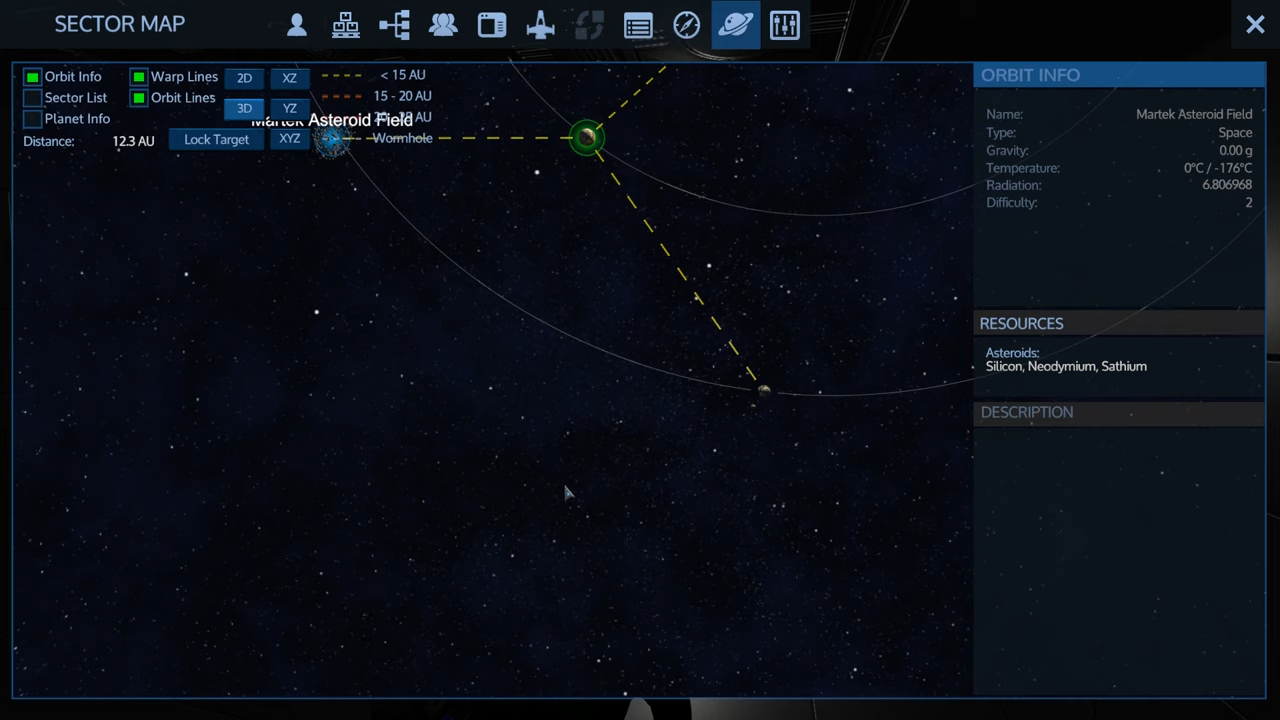 SECTOR MAP
Orbit Info
Warp Lines
2D
XZ
< 15 AU
Sector List
Orbit Lines
3D
YZ
15 - 20 AU
Planet Info
Martek Asteroid Field
Distance: 12.3 AU
Lock Target
XYZ
Wormhole
ORBIT INFO
Name: Martek Asteroid Field
Type: Space
Gravity: 0.00 g
Temperature: 0°C / -176°C
Radiation: 6.806968
Difficulty: 2
RESOURCES
Asteroids:
Silicon, Neodymium, Sathium
DESCRIPTION